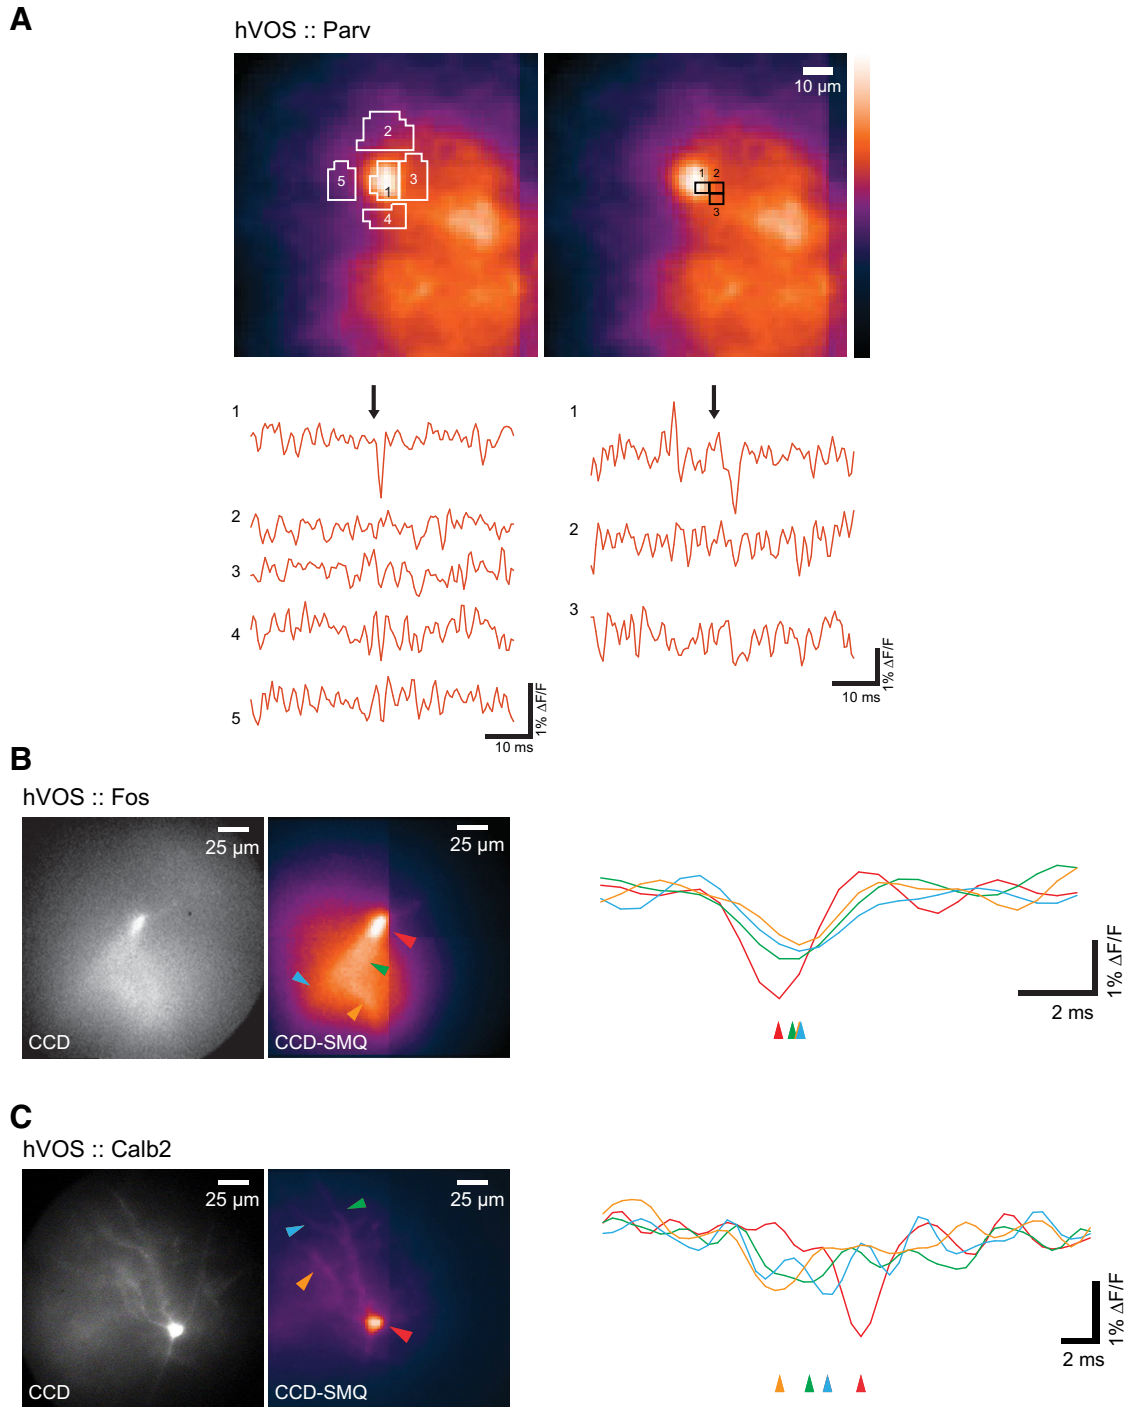 A
hVOS :: Parv
10 µm
2
5
3
1
4
1 2
3
1
2
3
4
5
1% ΔF/F
10 ms
1
2
3
1% ΔF/F
10 ms
B
hVOS :: Fos
25 µm
CCD
25 µm
CCD-SMQ
1% ΔF/F
2 ms
C
hVOS :: Calb2
25 µm
CCD
25 µm
CCD-SMQ
1% ΔF/F
2 ms